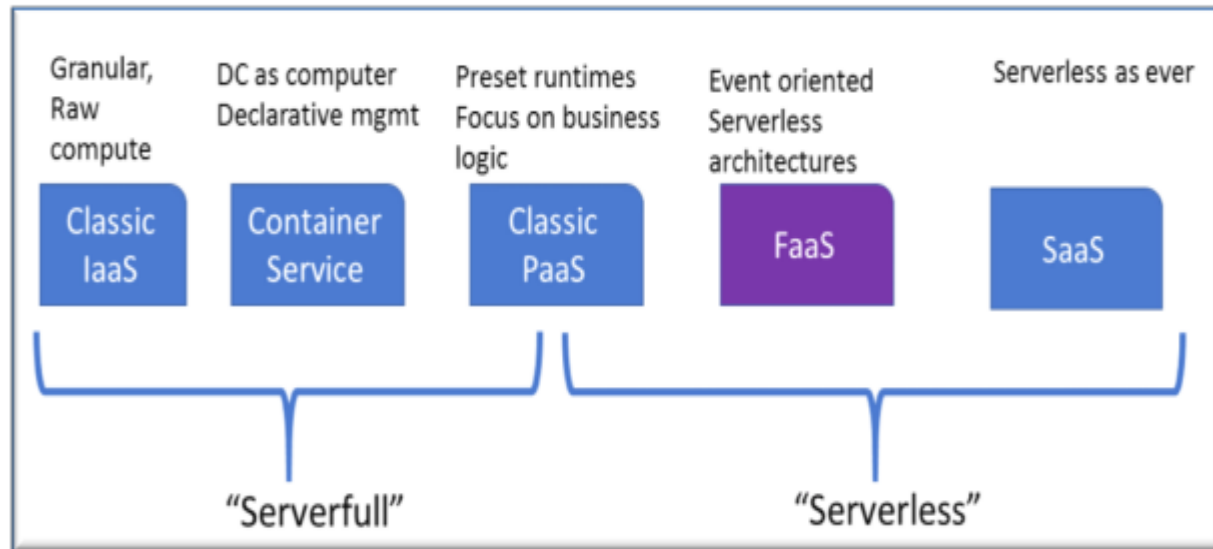 Granular,
Raw
compute
DC as computer
Declarative mgmt
Preset runtimes
Focus on business
logic
Event oriented
Serverless
architectures
Serverless as ever
Classic
IaaS
Container
Service
Classic
PaaS
FaaS
SaaS
“Serverfull”
“Serverless”